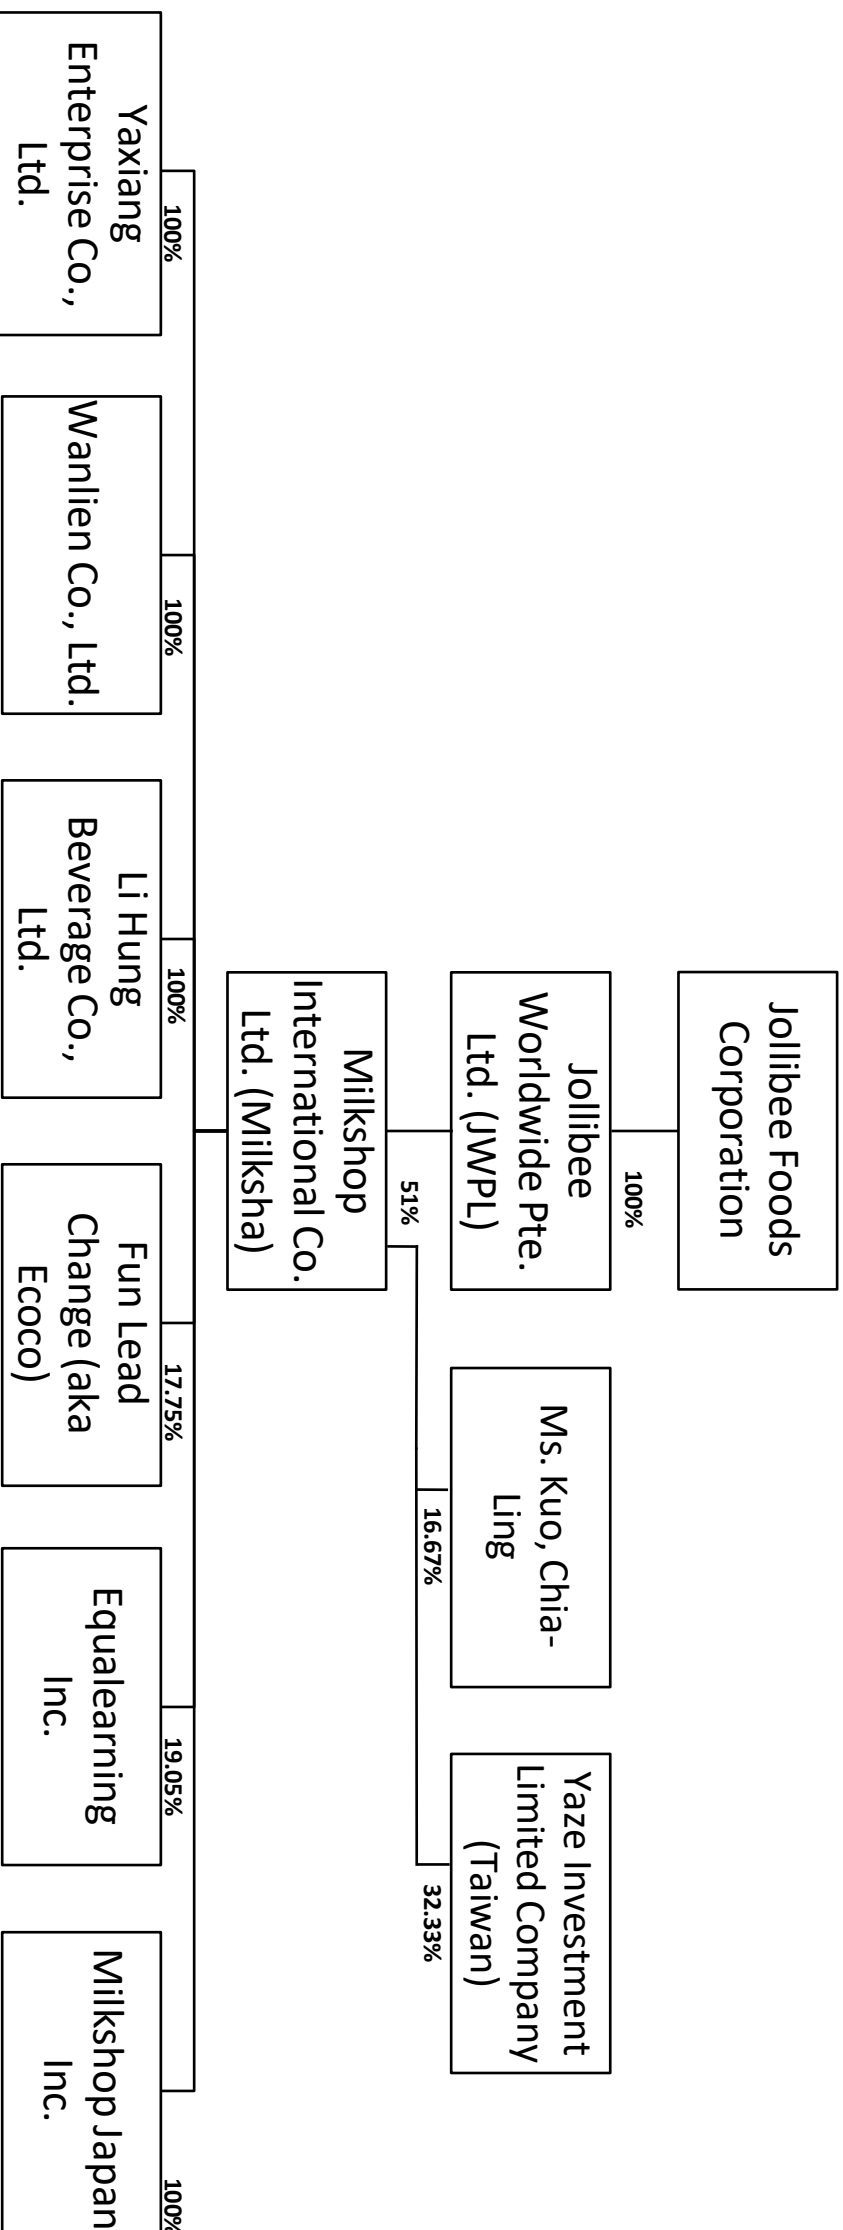 Jollibee Foods
Corporation
100%
Jollibee
Worldwide Pte.
Ltd. (JWPL)
Ms. Kuo, Chia-
Ling
Yaze Investment
Limited Company
(Taiwan)
51%
16.67%
32.33%
Milkshop
International Co.
Ltd. (Milksha)
100%
100%
100%
17.75%
19.05%
100%
Yaxiang
Enterprise Co.,
Ltd.
Wanlien Co., Ltd.
Li Hung
Beverage Co.,
Ltd.
Fun Lead
Change (aka
Ecoco)
Equalearning
Inc.
Milkshop Japan
Inc.